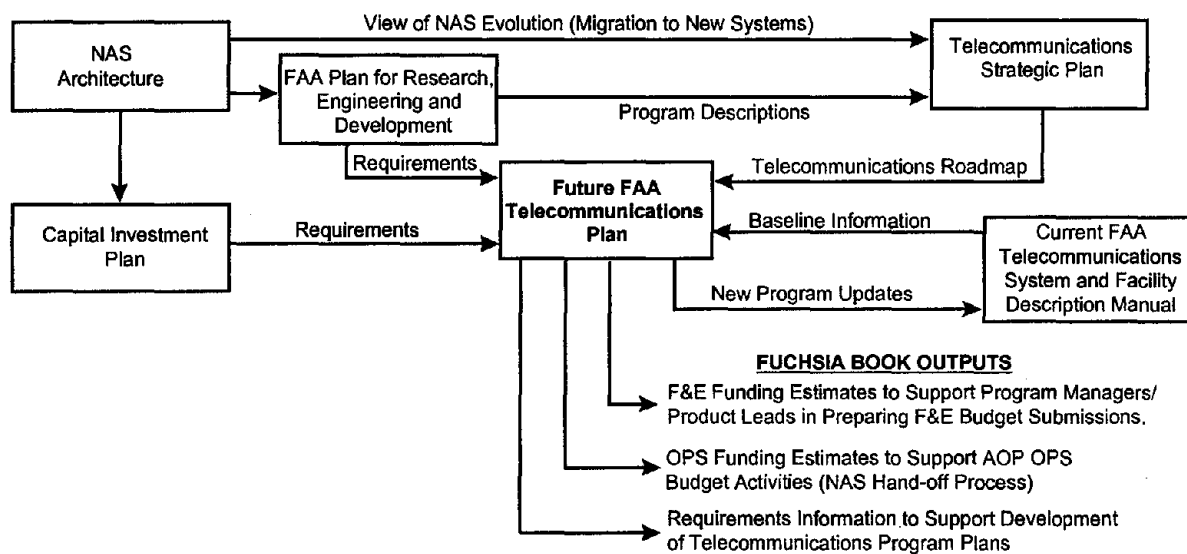 View of NAS Evolution (Migration to New Systems)
NAS
Architecture
FAA Plan for Research,
Engineering and
Development
Telecommunications
Strategic Plan
Program Descriptions
Requirements
Telecommunications Roadmap
Future FAA
Telecommunications
Plan
Capital Investment
Plan
Requirements
Baseline Information
Current FAA
Telecommunications
System and Facility
Description Manual
New Program Updates
FUCHSIA BOOK OUTPUTS
F&E Funding Estimates to Support Program Managers/
Product Leads in Preparing F&E Budget Submissions.
OPS Funding Estimates to Support AOP OPS
Budget Activities (NAS Hand-off Process)
Requirements Information to Support Development
of Telecommunications Program Plans